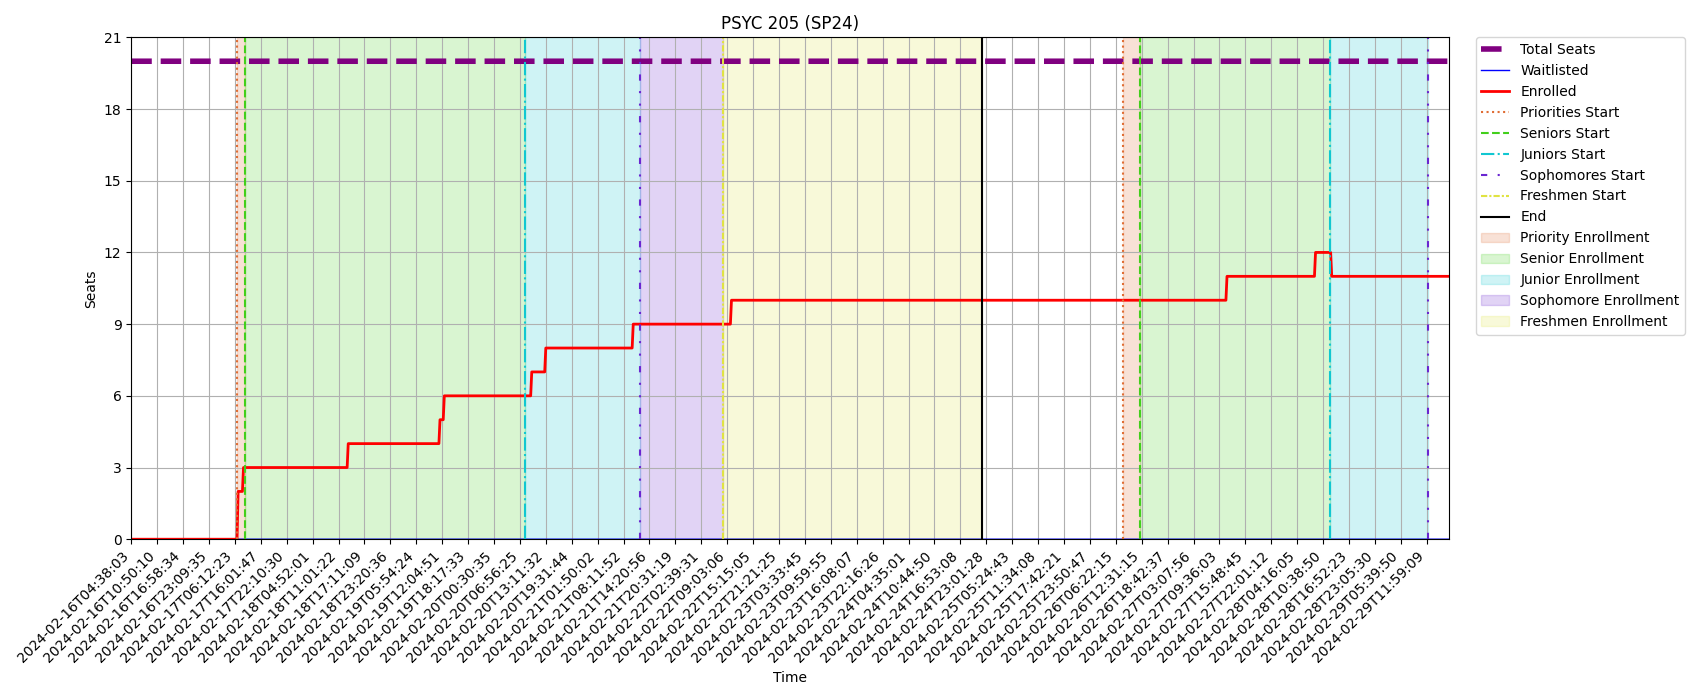 PSYC 205 (SP24)
21
18
15
12
9
6
3
0
Seats
2024-02-16T04:38:03
2024-02-16T10:50:10
2024-02-16T16:58:34
2024-02-16T23:09:35
2024-02-17T06:12:23
2024-02-17T16:01:47
2024-02-17T22:10:30
2024-02-18T04:52:01
2024-02-18T11:01:22
2024-02-18T17:11:09
2024-02-18T23:20:36
2024-02-19T05:54:24
2024-02-19T12:04:51
2024-02-19T18:17:33
2024-02-20T00:30:35
2024-02-20T06:56:25
2024-02-20T13:11:32
2024-02-20T19:31:44
2024-02-21T01:50:02
2024-02-21T08:11:52
2024-02-21T14:20:56
2024-02-21T20:31:19
2024-02-22T02:39:31
2024-02-22T09:03:06
2024-02-22T15:15:05
2024-02-22T21:21:25
2024-02-23T03:33:45
2024-02-23T09:59:55
2024-02-23T16:08:07
2024-02-23T22:16:26
2024-02-24T04:35:01
2024-02-24T10:44:50
2024-02-24T16:53:08
2024-02-24T23:01:28
2024-02-25T05:24:43
2024-02-25T11:34:08
2024-02-25T17:42:21
2024-02-25T23:50:47
2024-02-26T06:22:15
2024-02-26T12:31:15
2024-02-26T18:42:37
2024-02-27T03:07:56
2024-02-27T09:36:03
2024-02-27T15:48:45
2024-02-27T22:01:12
2024-02-28T04:16:05
2024-02-28T10:38:50
2024-02-28T16:52:23
2024-02-28T23:05:30
2024-02-29T05:39:50
2024-02-29T11:59:09
Time
Total Seats
Waitlisted
Enrolled
Priorities Start
Seniors Start
Juniors Start
Sophomores Start
Freshmen Start
End
Priority Enrollment
Senior Enrollment
Junior Enrollment
Sophomore Enrollment
Freshmen Enrollment